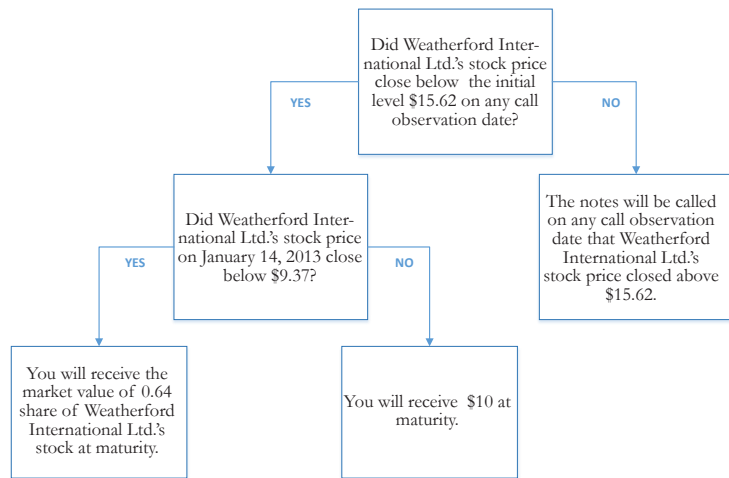 Did Weatherford Inter-
national Ltd.'s stock price
close below the initial
level $15.62 on any call
observation date?
YES
NO
Did Weatherford Inter-
national Ltd.'s stock price
on January 14, 2013 close
below $9.37?
The notes will be called
on any call observation
date that Weatherford
International Ltd.'s
stock price closed above
$15.62.
YES
NO
You will receive the
market value of 0.64
share of Weatherford
International Ltd.'s
stock at maturity.
You will receive $10 at
maturity.